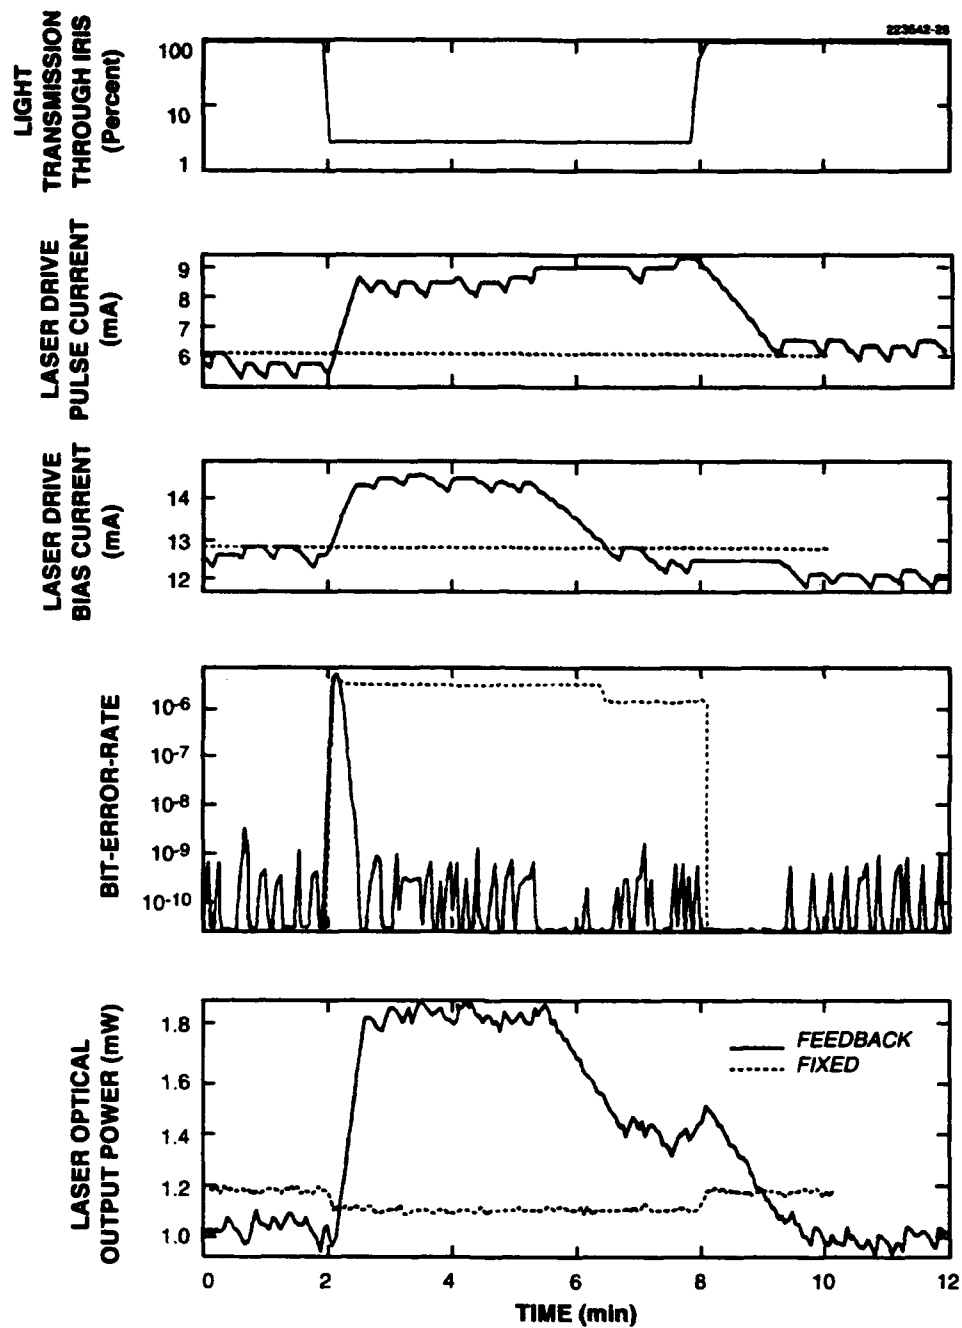 223542-28
LIGHT
TRANSMISSION
THROUGH IRIS
(Percent)
100
10
1
LASER DRIVE
PULSE CURRENT
(mA)
9
8
7
6
LASER DRIVE
BIAS CURRENT
(mA)
14
13
12
BIT-ERROR-RATE
10-6
10-7
10-8
10-9
10-10
LASER OPTICAL
OUTPUT POWER (mW)
1.8
1.6
1.4
1.2
1.0
FEEDBACK
FIXED
0 2 4 6 8 10 12
TIME (min)